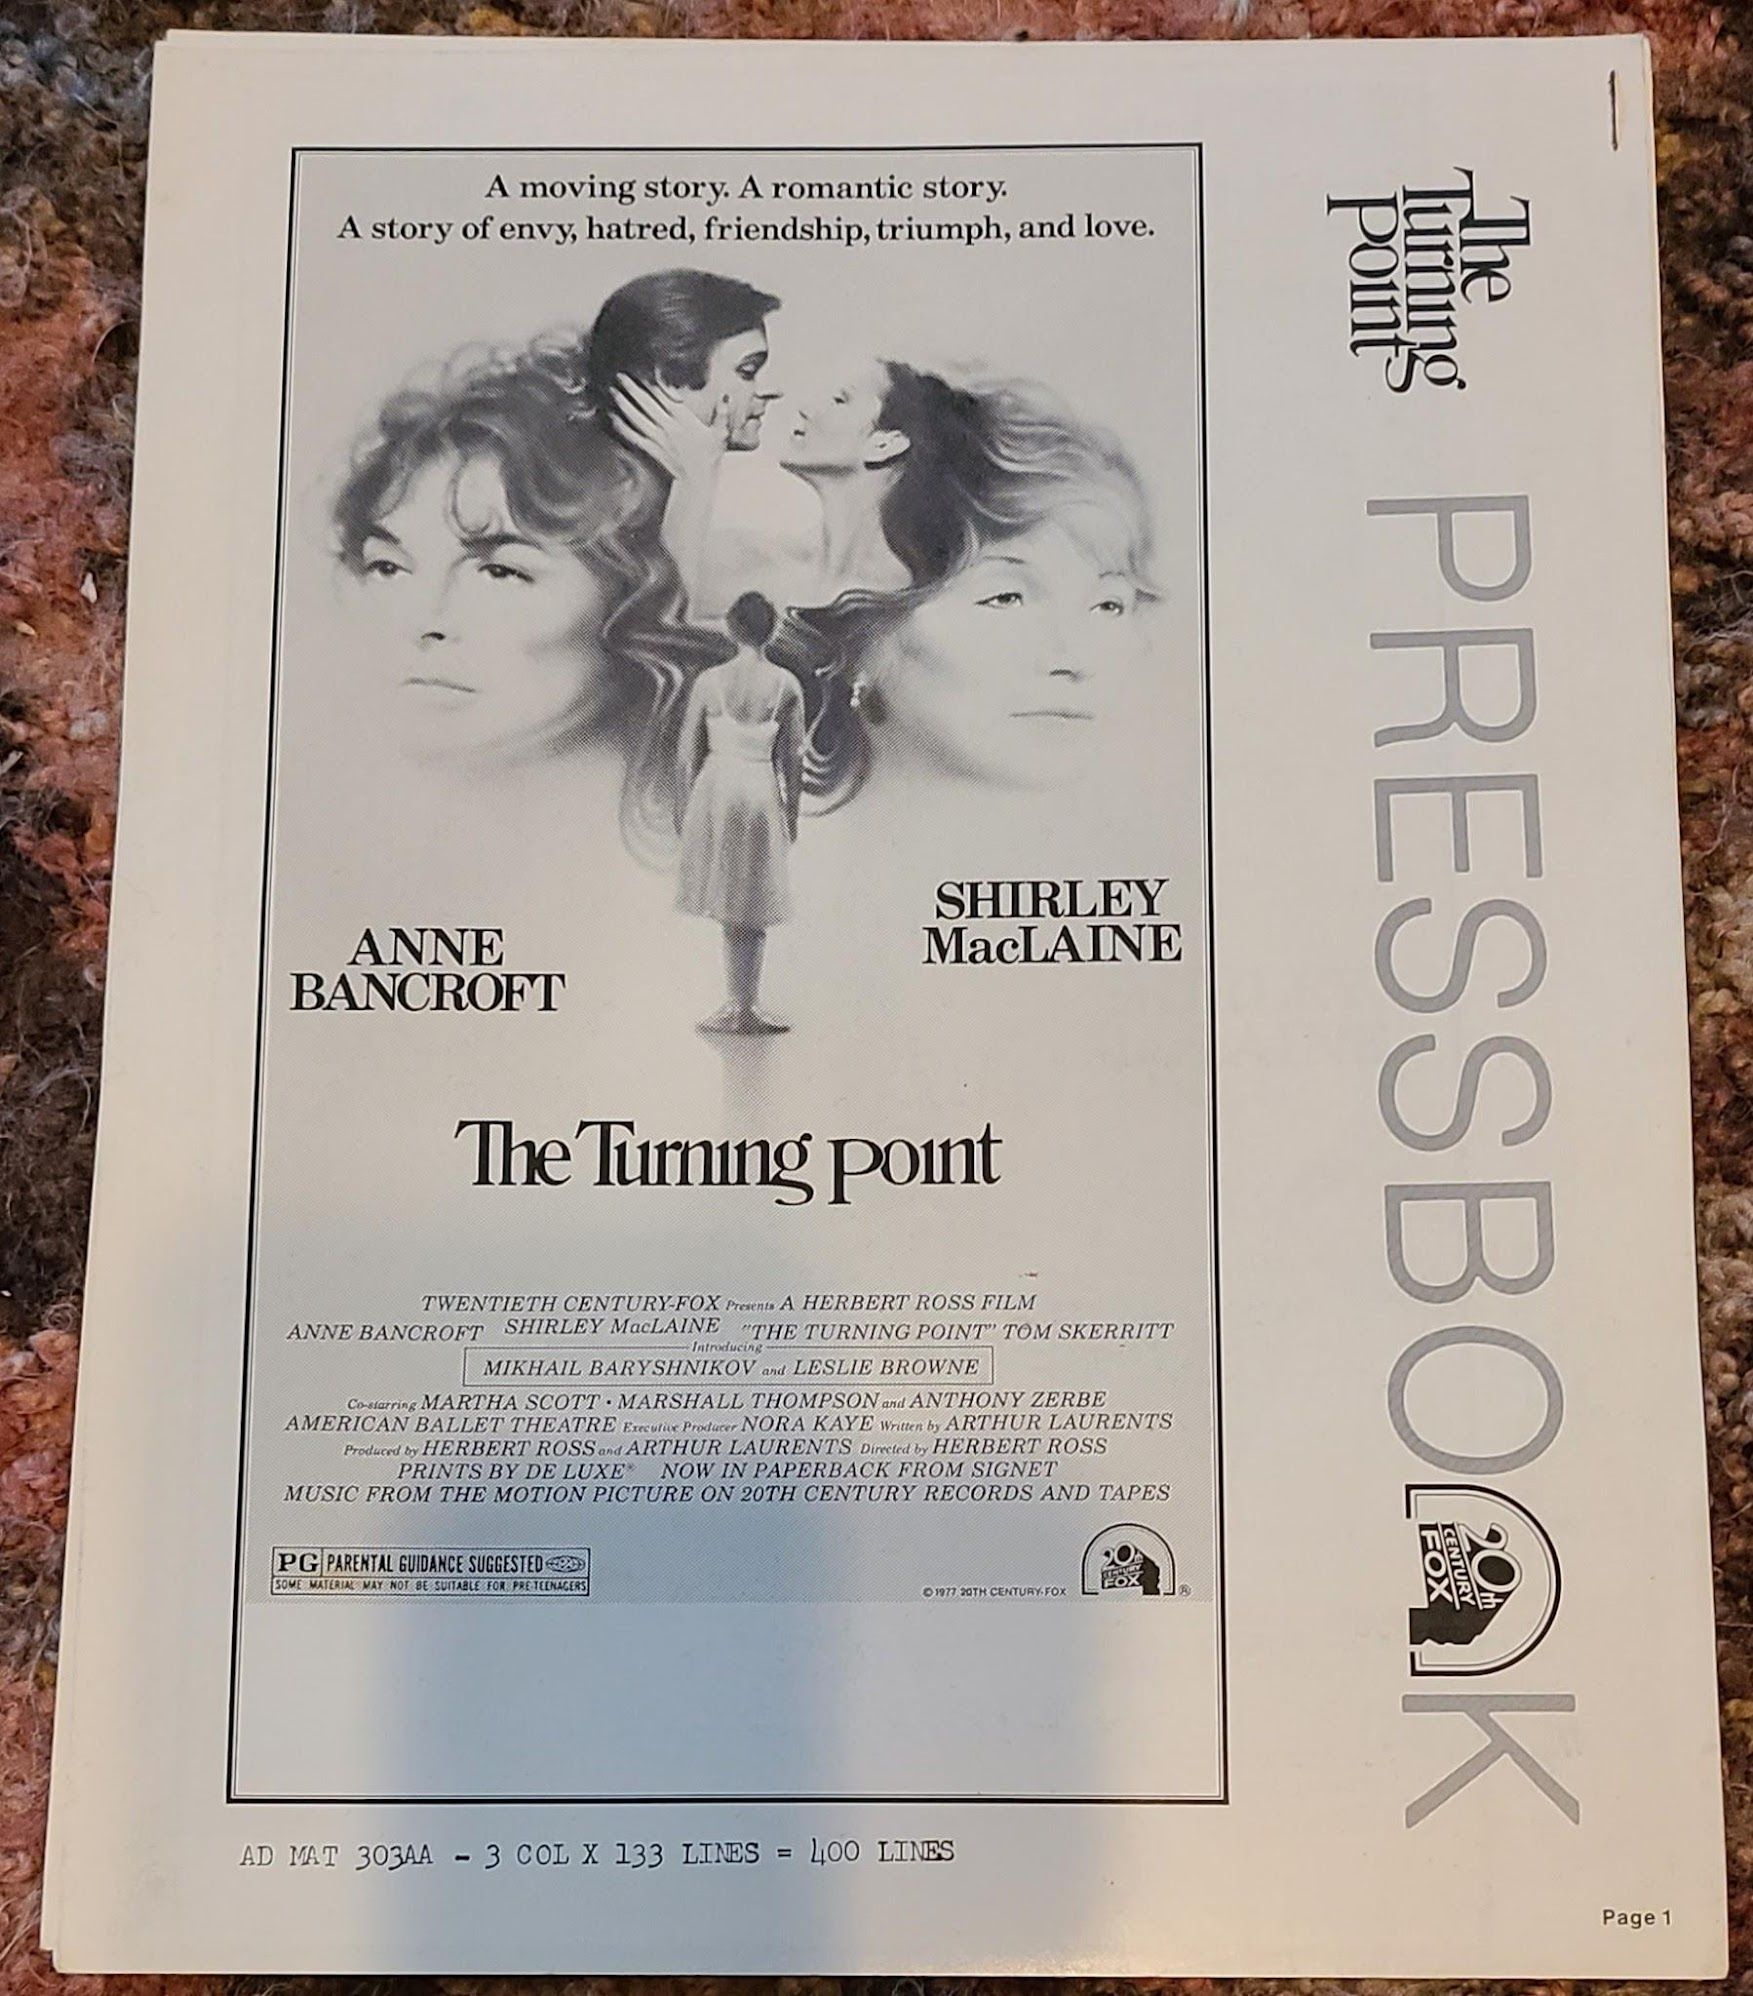 A moving story. A romantic story.
A story of envy, hatred, friendship, triumph, and love.
ANNE
BANCROFT
SHIRLEY
MacLAINE
The Turning Point
TWENTIETH CENTURY-FOX Presents A HERBERT ROSS FILM
ANNE BANCROFT SHIRLEY MacLAINE "THE TURNING POINT" TOM SKERRITT
Introducing
MIKHAIL BARYSHNIKOV and LESLIE BROWNE
Co-starring MARTHA SCOTT · MARSHALL THOMPSON and ANTHONY ZERBE
AMERICAN BALLET THEATRE Executive Producer NORA KAYE Written by ARTHUR LAURENTS
Produced by HERBERT ROSS and ARTHUR LAURENTS Directed by HERBERT ROSS
PRINTS BY DE LUXE® NOW IN PAPERBACK FROM SIGNET
MUSIC FROM THE MOTION PICTURE ON 20TH CENTURY RECORDS AND TAPES
PG PARENTAL GUIDANCE SUGGESTED
SOME MATERIAL MAY NOT BE SUITABLE FOR PRE-TEENAGERS
© 1977 20TH CENTURY-FOX
20th
CENTURY
FOX
®
AD MAT 303AA - 3 COL X 133 LINES = 400 LINES
The
Turning
Point
PRESSBOOK
20th
CENTURY
FOX
Page 1